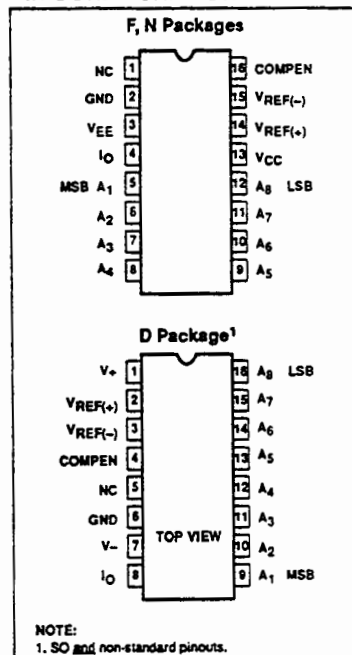 F, N Packages
NC 1 16 COMPEN
GND 2 15 VREF(–)
VEE 3 14 VREF(+)
IO 4 13 VCC
MSB A1 5 12 A8 LSB
A2 6 11 A7
A3 7 10 A6
A4 8 9 A5
D Package1
V+ 1 16 A8 LSB
VREF(+) 2 15 A7
VREF(–) 3 14 A6
COMPEN 4 13 A5
NC 5 12 A4
GND 6 11 A3
V– 7 TOP VIEW 10 A2
IO 8 9 A1 MSB
NOTE:
1. SO and non-standard pinouts.